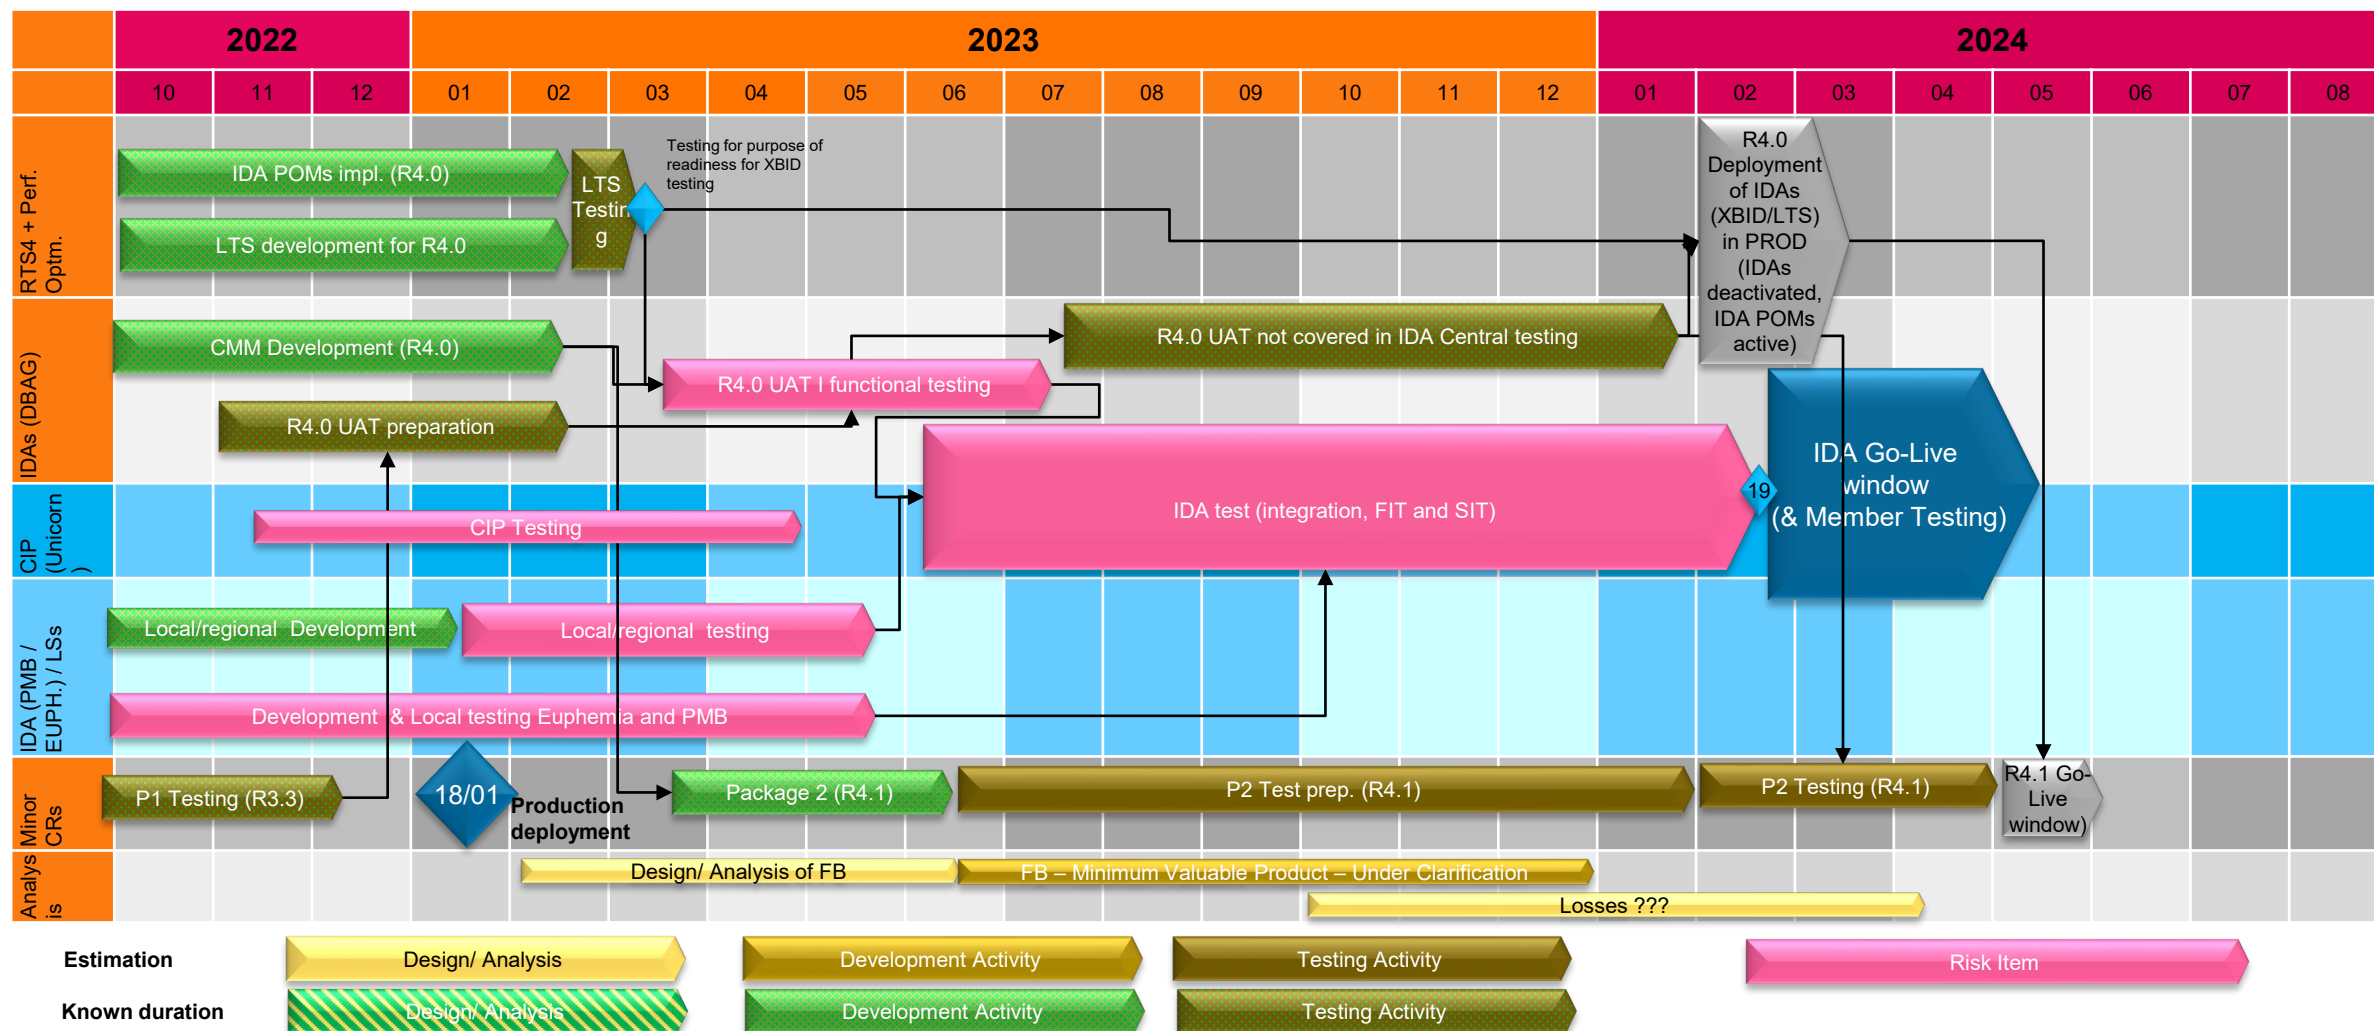 2022
2023
2024
10 11 12 01 02 03 04 05 06 07 08 09 10 11 12 01 02 03 04 05 06 07 08
RTS4 + Perf.
Optm.
IDA POMs impl. (R4.0)
LTS development for R4.0
LTS
Testin
g
Testing for purpose of
readiness for XBID
testing
R4.0
Deployment
of IDAs
(XBID/LTS)
in PROD
(IDAs
deactivated,
IDA POMs
active)
IDAs (DBAG)
CMM Development (R4.0)
R4.0 UAT preparation
R4.0 UAT I functional testing
R4.0 UAT not covered in IDA Central testing
IDA test (integration, FIT and SIT)
19
IDA Go-Live
window
(& Member Testing)
CIP
(Unicorn
)
CIP Testing
IDA (PMB /
EUPH.) / LSs
Local/regional Development
Local/regional testing
Development & Local testing Euphemia and PMB
Minor
CRs
P1 Testing (R3.3)
18/01
Production
deployment
Package 2 (R4.1)
P2 Test prep. (R4.1)
P2 Testing (R4.1)
R4.1 Go-
Live
window)
Analys
is
Design/ Analysis of FB
FB – Minimum Valuable Product – Under Clarification
Losses ???
Estimation
Design/ Analysis
Development Activity
Testing Activity
Risk Item
Known duration
Design/ Analysis
Development Activity
Testing Activity